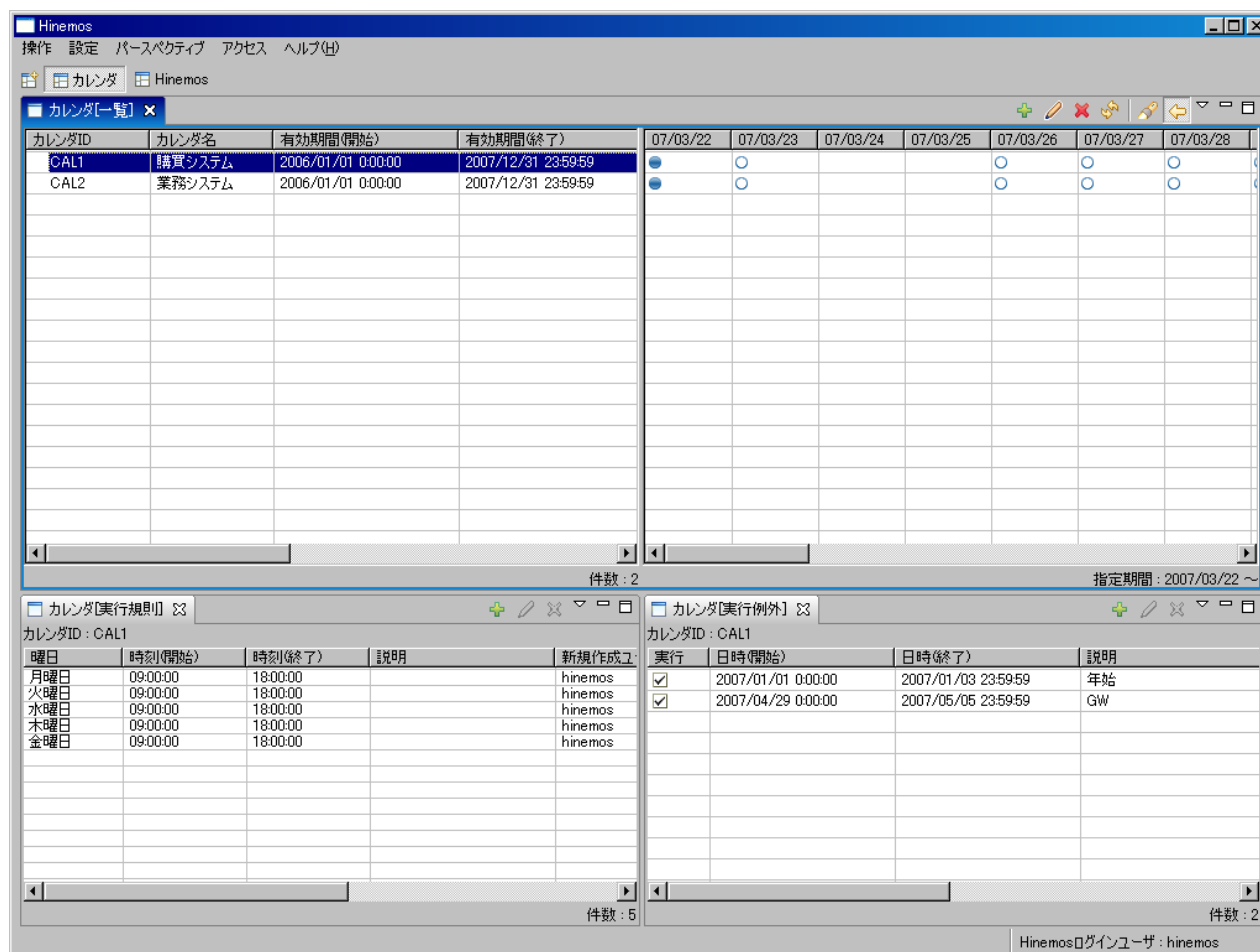 Hinemos
操作 設定 パースペクティブ アクセス ヘルプ(H)
カレンダ Hinemos
カレンダ[一覧]
カレンダID カレンダ名 有効期間(開始) 有効期間(終了) 07/03/22 07/03/23 07/03/24 07/03/25 07/03/26 07/03/27 07/03/28
CAL1 購買システム 2006/01/01 0:00:00 2007/12/31 23:59:59
CAL2 業務システム 2006/01/01 0:00:00 2007/12/31 23:59:59
件数 : 2 指定期間 : 2007/03/22 ～
カレンダ[実行規則]
カレンダID : CAL1
曜日 時刻(開始) 時刻(終了) 説明 新規作成ユ
月曜日 09:00:00 18:00:00 hinemos
火曜日 09:00:00 18:00:00 hinemos
水曜日 09:00:00 18:00:00 hinemos
木曜日 09:00:00 18:00:00 hinemos
金曜日 09:00:00 18:00:00 hinemos
件数 : 5
カレンダ[実行例外]
カレンダID : CAL1
実行 日時(開始) 日時(終了) 説明
2007/01/01 0:00:00 2007/01/03 23:59:59 年始
2007/04/29 0:00:00 2007/05/05 23:59:59 GW
件数 : 2
Hinemosログインユーザ : hinemos